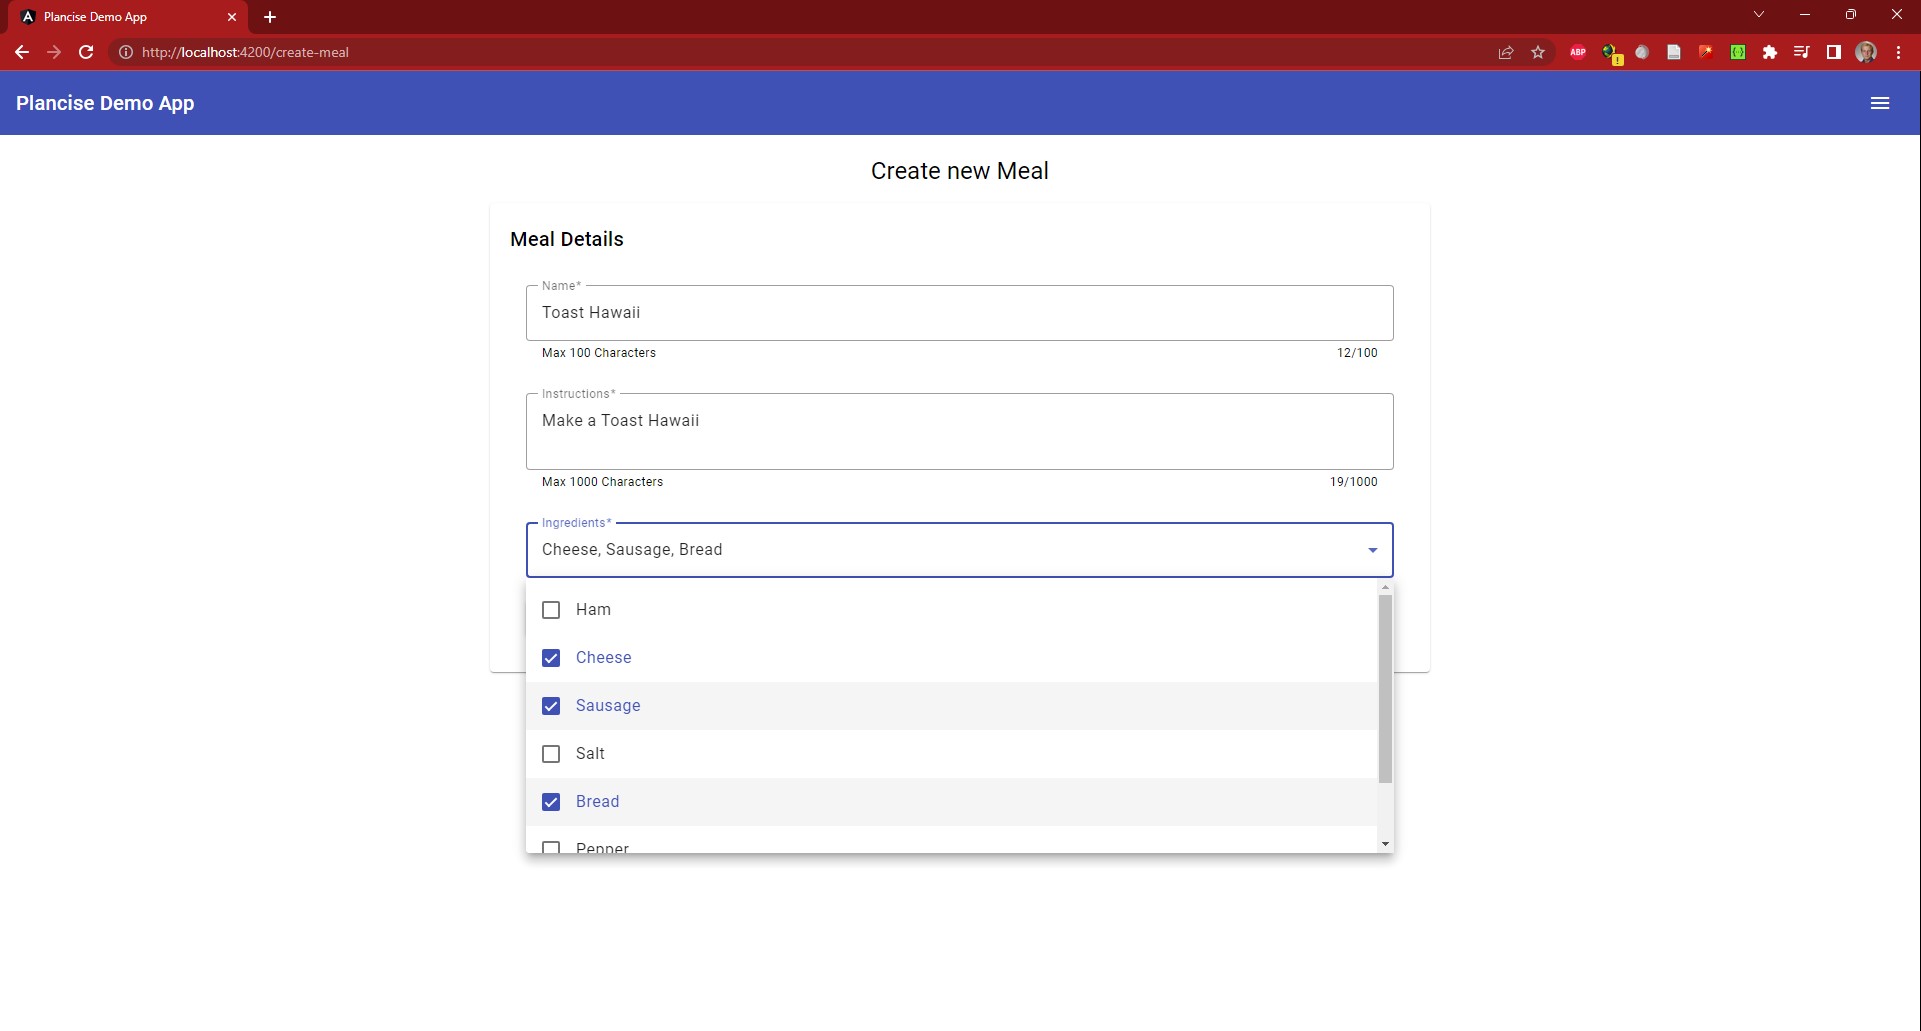 Plancise Demo App
http://localhost:4200/create-meal
ABP
Plancise Demo App
Create new Meal
Meal Details
Name*
Toast Hawaii
Max 100 Characters 12/100
Instructions*
Make a Toast Hawaii
Max 1000 Characters 19/1000
Ingredients*
Cheese, Sausage, Bread
Ham
Cheese
Sausage
Salt
Bread
Pepper